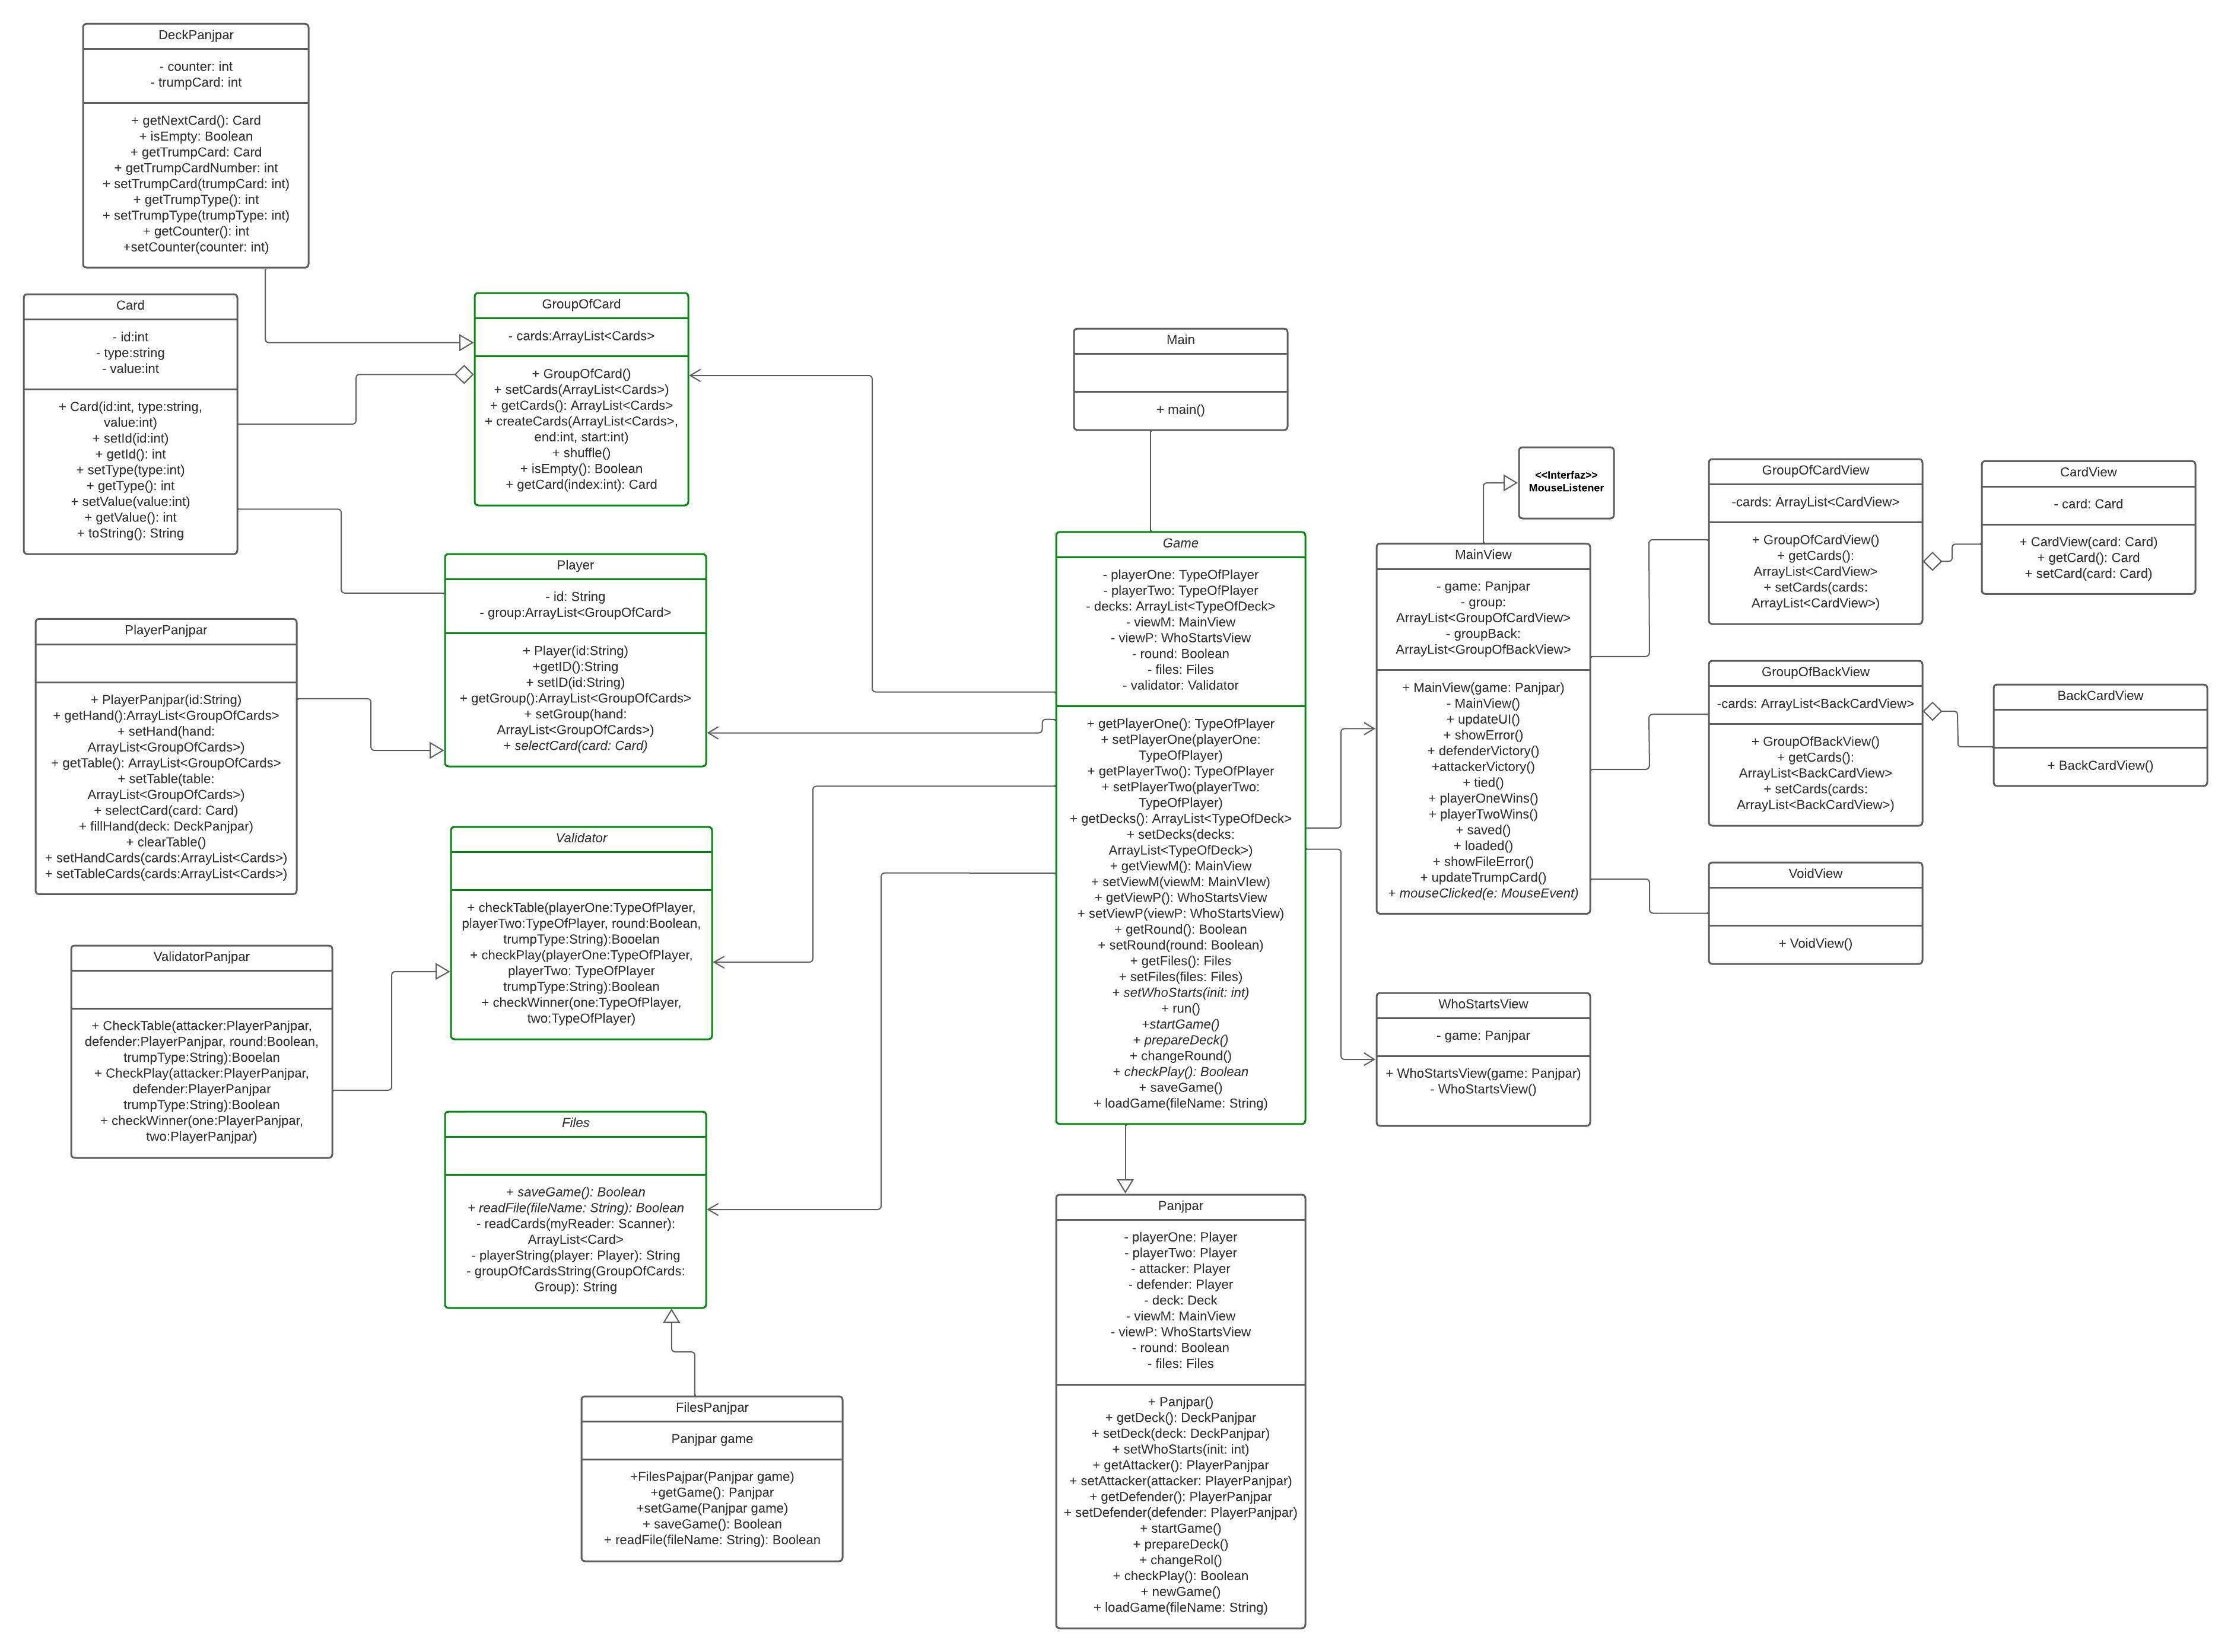 DeckPanjpar
- counter: int
- trumpCard: int
+ getNextCard(): Card
+ isEmpty: Boolean
+ getTrumpCard: Card
+ getTrumpCardNumber: int
+ setTrumpCard(trumpCard: int)
+ getTrumpType(): int
+ setTrumpType(trumpType: int)
+ getCounter(): int
+setCounter(counter: int)
Card
- id:int
- type:string
- value:int
+ Card(id:int, type:string,
value:int)
+ setId(id:int)
+ getId(): int
+ setType(type:int)
+ getType(): int
+ setValue(value:int)
+ getValue(): int
+ toString(): String
GroupOfCard
- cards:ArrayList<Cards>
+ GroupOfCard()
+ setCards(ArrayList<Cards>)
+ getCards(): ArrayList<Cards>
+ createCards(ArrayList<Cards>,
end:int, start:int)
+ shuffle()
+ isEmpty(): Boolean
+ getCard(index:int): Card
Player
- id: String
- group:ArrayList<GroupOfCard>
+ Player(id:String)
+getID():String
+ setID(id:String)
+ getGroup():ArrayList<GroupOfCards>
+ setGroup(hand:
ArrayList<GroupOfCards>)
+ selectCard(card: Card)
PlayerPanjpar
+ PlayerPanjpar(id:String)
+ getHand():ArrayList<GroupOfCards>
+ setHand(hand:
ArrayList<GroupOfCards>)
+ getTable(): ArrayList<GroupOfCards>
+ setTable(table:
ArrayList<GroupOfCards>)
+ selectCard(card: Card)
+ fillHand(deck: DeckPanjpar)
+ clearTable()
+ setHandCards(cards:ArrayList<Cards>)
+ setTableCards(cards:ArrayList<Cards>)
Validator
+ checkTable(playerOne:TypeOfPlayer,
playerTwo:TypeOfPlayer, round:Boolean,
trumpType:String):Booelan
+ checkPlay(playerOne:TypeOfPlayer,
playerTwo: TypeOfPlayer
trumpType:String):Boolean
+ checkWinner(one:TypeOfPlayer,
two:TypeOfPlayer)
ValidatorPanjpar
+ CheckTable(attacker:PlayerPanjpar,
defender:PlayerPanjpar, round:Boolean,
trumpType:String):Booelan
+ CheckPlay(attacker:PlayerPanjpar,
defender:PlayerPanjpar
trumpType:String):Boolean
+ checkWinner(one:PlayerPanjpar,
two:PlayerPanjpar)
Files
+ saveGame(): Boolean
+ readFile(fileName: String): Boolean
- readCards(myReader: Scanner):
ArrayList<Card>
- playerString(player: Player): String
- groupOfCardsString(GroupOfCards:
Group): String
FilesPanjpar
Panjpar game
+FilesPajpar(Panjpar game)
+getGame(): Panjpar
+setGame(Panjpar game)
+ saveGame(): Boolean
+ readFile(fileName: String): Boolean
Main
+ main()
Game
- playerOne: TypeOfPlayer
- playerTwo: TypeOfPlayer
- decks: ArrayList<TypeOfDeck>
- viewM: MainView
- viewP: WhoStartsView
- round: Boolean
- files: Files
- validator: Validator
+ getPlayerOne(): TypeOfPlayer
+ setPlayerOne(playerOne:
TypeOfPlayer)
+ getPlayerTwo(): TypeOfPlayer
+ setPlayerTwo(playerTwo:
TypeOfPlayer)
+ getDecks(): ArrayList<TypeOfDeck>
+ setDecks(decks:
ArrayList<TypeOfDeck>)
+ getViewM(): MainView
+ setViewM(viewM: MainVIew)
+ getViewP(): WhoStartsView
+ setViewP(viewP: WhoStartsView)
+ getRound(): Boolean
+ setRound(round: Boolean)
+ getFiles(): Files
+ setFiles(files: Files)
+ setWhoStarts(init: int)
+ run()
+startGame()
+ prepareDeck()
+ changeRound()
+ checkPlay(): Boolean
+ saveGame()
+ loadGame(fileName: String)
Panjpar
- playerOne: Player
- playerTwo: Player
- attacker: Player
- defender: Player
- deck: Deck
- viewM: MainView
- viewP: WhoStartsView
- round: Boolean
- files: Files
+ Panjpar()
+ getDeck(): DeckPanjpar
+ setDeck(deck: DeckPanjpar)
+ setWhoStarts(init: int)
+ getAttacker(): PlayerPanjpar
+ setAttacker(attacker: PlayerPanjpar)
+ getDefender(): PlayerPanjpar
+ setDefender(defender: PlayerPanjpar)
+ startGame()
+ prepareDeck()
+ changeRol()
+ checkPlay(): Boolean
+ newGame()
+ loadGame(fileName: String)
<<Interfaz>>
MouseListener
MainView
- game: Panjpar
- group:
ArrayList<GroupOfCardView>
- groupBack:
ArrayList<GroupOfBackView>
+ MainView(game: Panjpar)
- MainView()
+ updateUI()
+ showError()
+ defenderVictory()
+attackerVictory()
+ tied()
+ playerOneWins()
+ playerTwoWins()
+ saved()
+ loaded()
+ showFileError()
+ updateTrumpCard()
+ mouseClicked(e: MouseEvent)
WhoStartsView
- game: Panjpar
+ WhoStartsView(game: Panjpar)
- WhoStartsView()
GroupOfCardView
-cards: ArrayList<CardView>
+ GroupOfCardView()
+ getCards():
ArrayList<CardView>
+ setCards(cards:
ArrayList<CardView>)
CardView
- card: Card
+ CardView(card: Card)
+ getCard(): Card
+ setCard(card: Card)
GroupOfBackView
-cards: ArrayList<BackCardView>
+ GroupOfBackView()
+ getCards():
ArrayList<BackCardView>
+ setCards(cards:
ArrayList<BackCardView>)
BackCardView
+ BackCardView()
VoidView
+ VoidView()